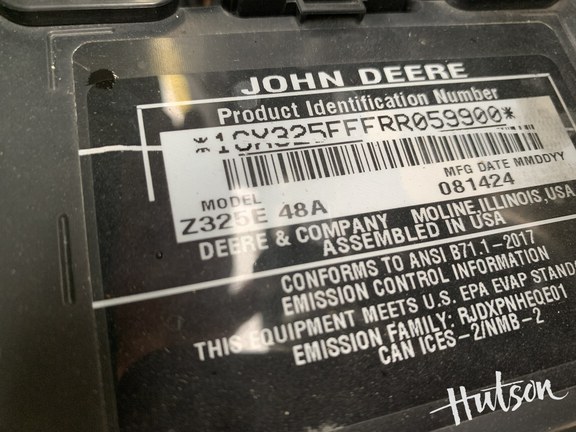 JOHN DEERE
Product Identification Number
MFG DATE MMDDYY
MODEL 081424
Z325E 48A
DEERE & COMPANY MOLINE, ILLINOIS, USA
ASSEMBLED IN USA
CONFORMS TO ANSI B71.1-2017
EMISSION CONTROL INFORMATION
THIS EQUIPMENT MEETS U.S. EPA EVAP STANDA
EMISSION FAMILY: RJDXPNHEQE01
CAN ICES-2/NMB-2
Hutson